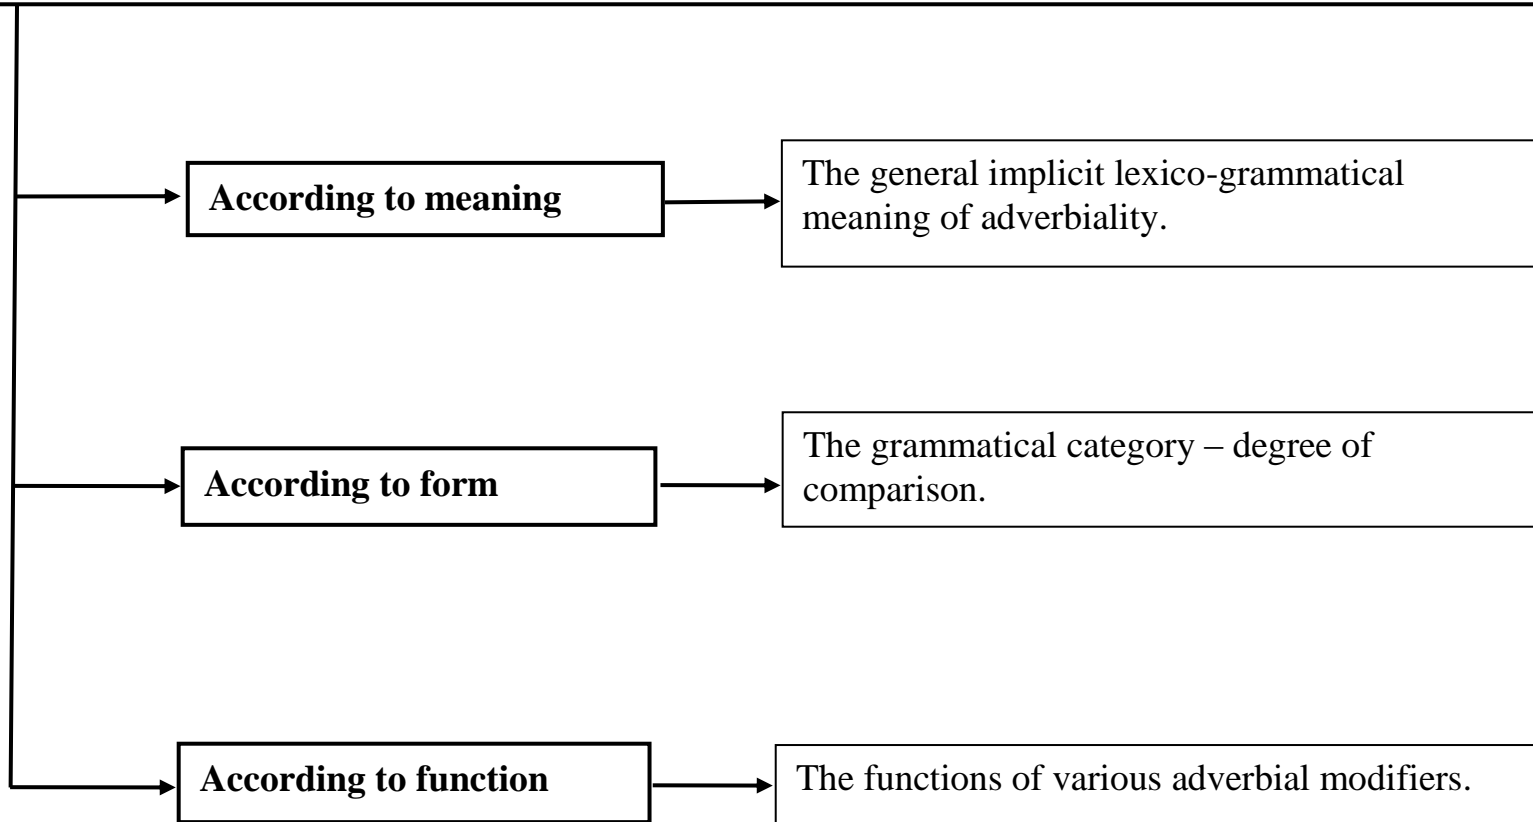 According to meaning
The general implicit lexico-grammatical
meaning of adverbiality.
According to form
The grammatical category – degree of
comparison.
According to function
The functions of various adverbial modifiers.